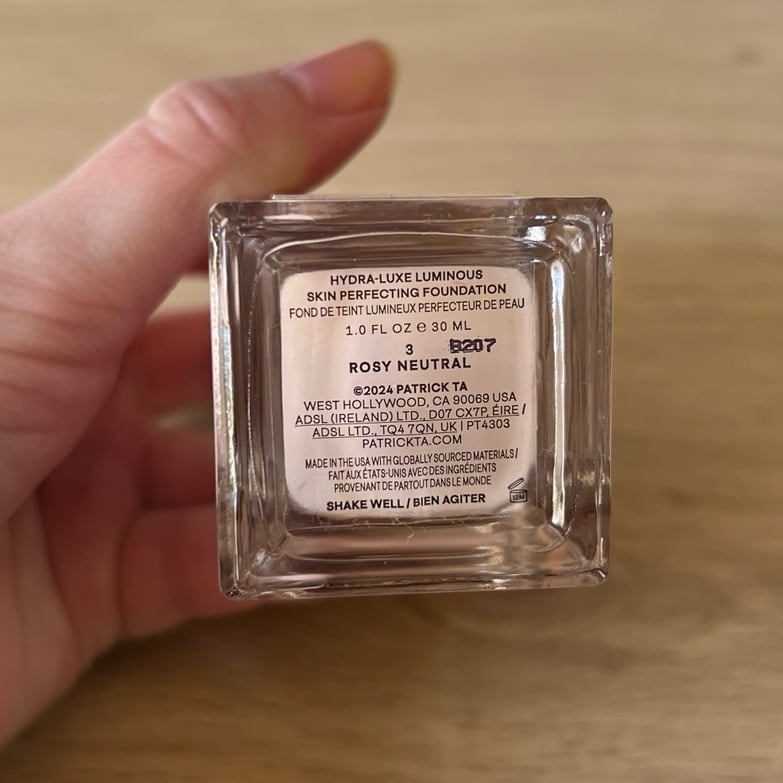 HYDRA-LUXE LUMINOUS
SKIN PERFECTING FOUNDATION
FOND DE TEINT LUMINEUX PERFECTEUR DE PEAU
1.0 FL OZ ℮ 30 ML
3 B207
ROSY NEUTRAL
©2024 PATRICK TA
WEST HOLLYWOOD, CA 90069 USA
ADSL (IRELAND) LTD., D07 CX7P, ÉIRE /
ADSL LTD., TQ4 7QN, UK | PT4303
PATRICKTA.COM
MADE IN THE USA WITH GLOBALLY SOURCED MATERIALS /
FAIT AUX ÉTATS-UNIS AVEC DES INGRÉDIENTS
PROVENANT DE PARTOUT DANS LE MONDE
SHAKE WELL / BIEN AGITER
12M